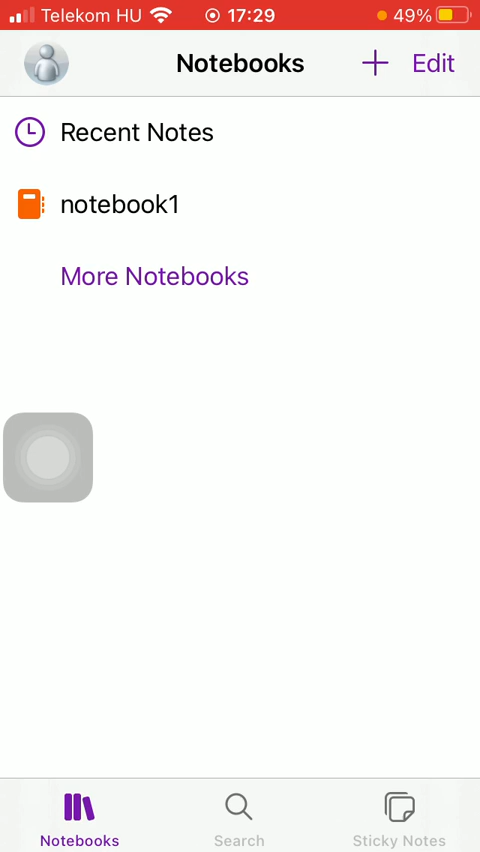 Telekom HU 17:29 49%
Notebooks Edit
Recent Notes
notebook1
More Notebooks
Notebooks Search Sticky Notes